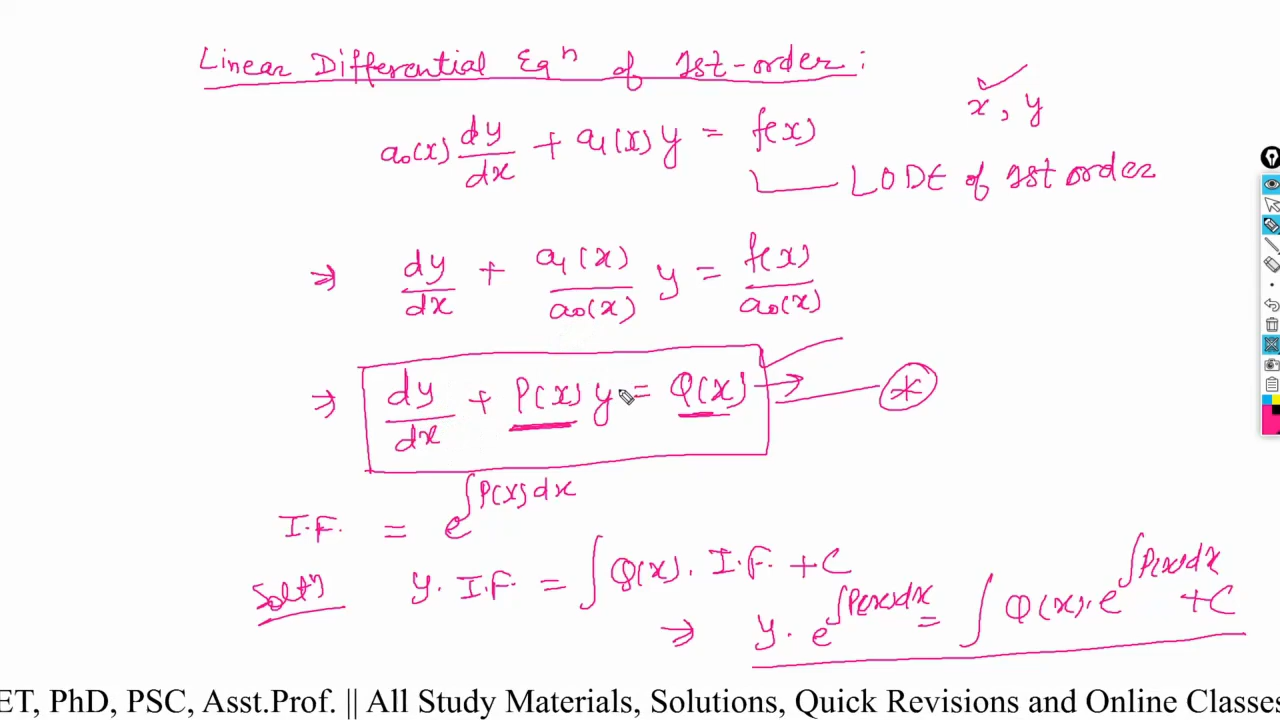 Linear Differential Eqⁿ of 1st-order :
x, y
a₀(x) dy/dx + a₁(x) y = f(x)
LODE of 1st order
⇒ dy/dx + a₁(x)/a₀(x) y = f(x)/a₀(x)
⇒ dy/dx + P(x) y = Q(x) → *
I.F. = e^∫P(x)dx
Soltⁿ y. I.F. = ∫Q(x). I.F. + C
⇒ y. e^∫P(x)dx = ∫Q(x). e^∫P(x)dx + C
ET, PhD, PSC, Asst.Prof. || All Study Materials, Solutions, Quick Revisions and Online Classes